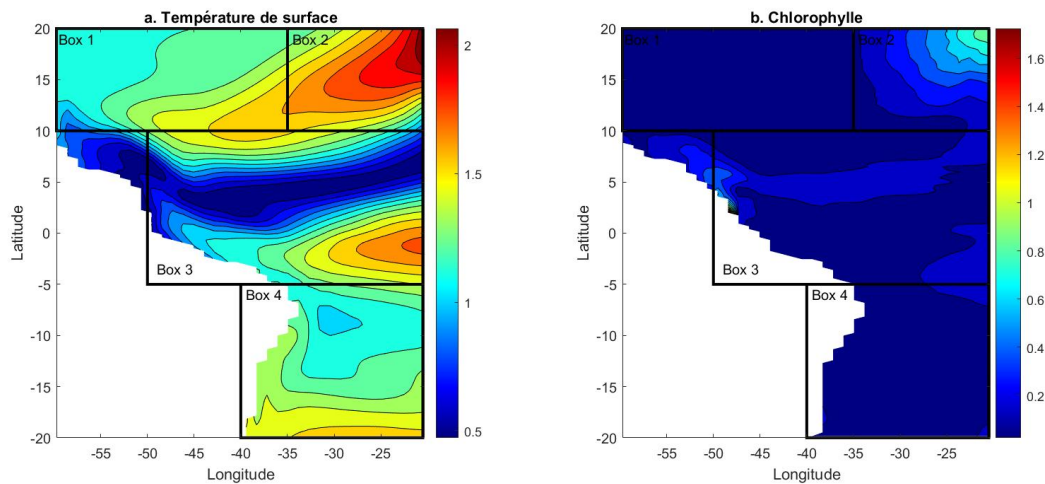 a. Température de surface
Box 1
Box 2
Box 3
Box 4
20
15
10
5
0
-5
-10
-15
-20
Latitude
-55 -50 -45 -40 -35 -30 -25
Longitude
2
1.5
1
0.5
b. Chlorophylle
Box 1
Box 2
Box 3
Box 4
20
15
10
5
0
-5
-10
-15
-20
Latitude
-55 -50 -45 -40 -35 -30 -25
Longitude
1.6
1.4
1.2
1
0.8
0.6
0.4
0.2